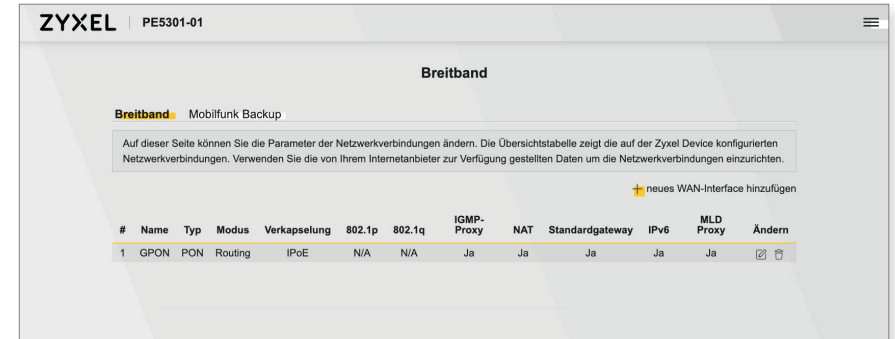 ZYXEL PE5301-01
Breitband
Breitband Mobilfunk Backup
Auf dieser Seite können Sie die Parameter der Netzwerkverbindungen ändern. Die Übersichtstabelle zeigt die auf der Zyxel Device konfigurierten
Netzwerkverbindungen. Verwenden Sie die von Ihrem Internetanbieter zur Verfügung gestellten Daten um die Netzwerkverbindungen einzurichten.
+ neues WAN-Interface hinzufügen
# Name Typ Modus Verkapselung 802.1p 802.1q IGMP-Proxy NAT Standardgateway IPv6 MLD Proxy Ändern
1 GPON PON Routing IPoE N/A N/A Ja Ja Ja Ja Ja